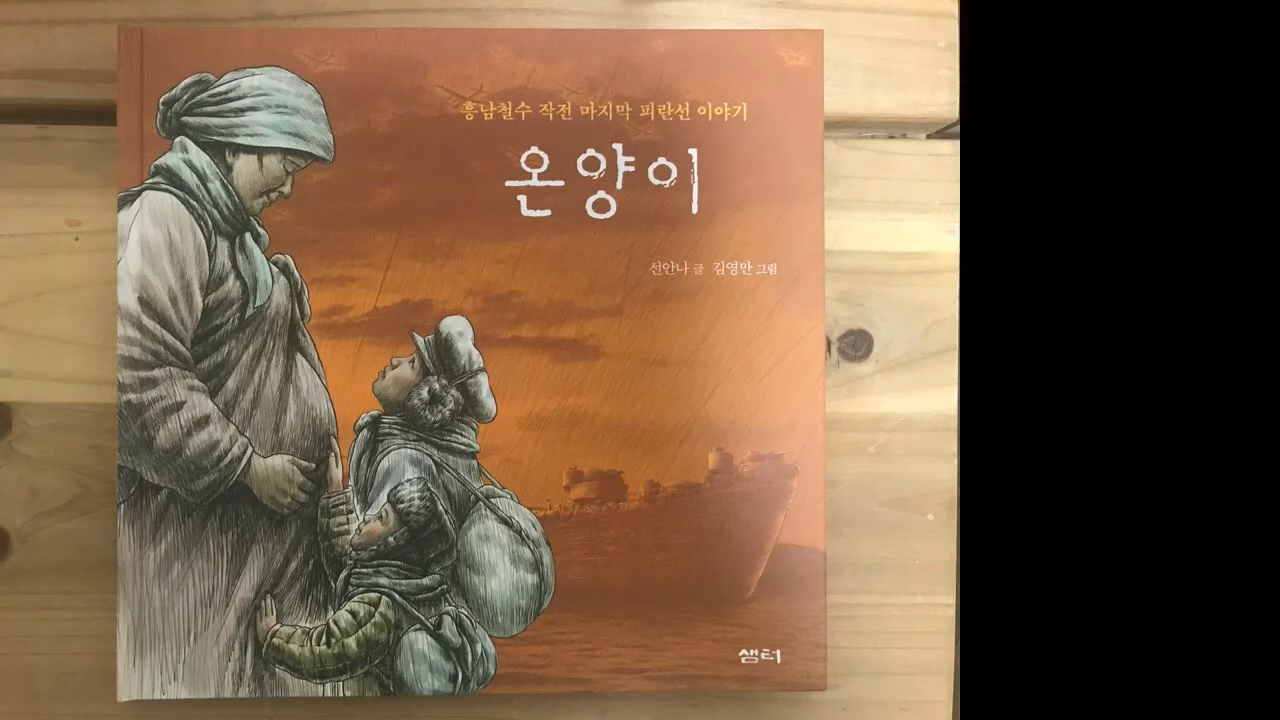 흥남철수 작전 마지막 피란선 이야기
온양이
선안나 글 김영만 그림
샘터